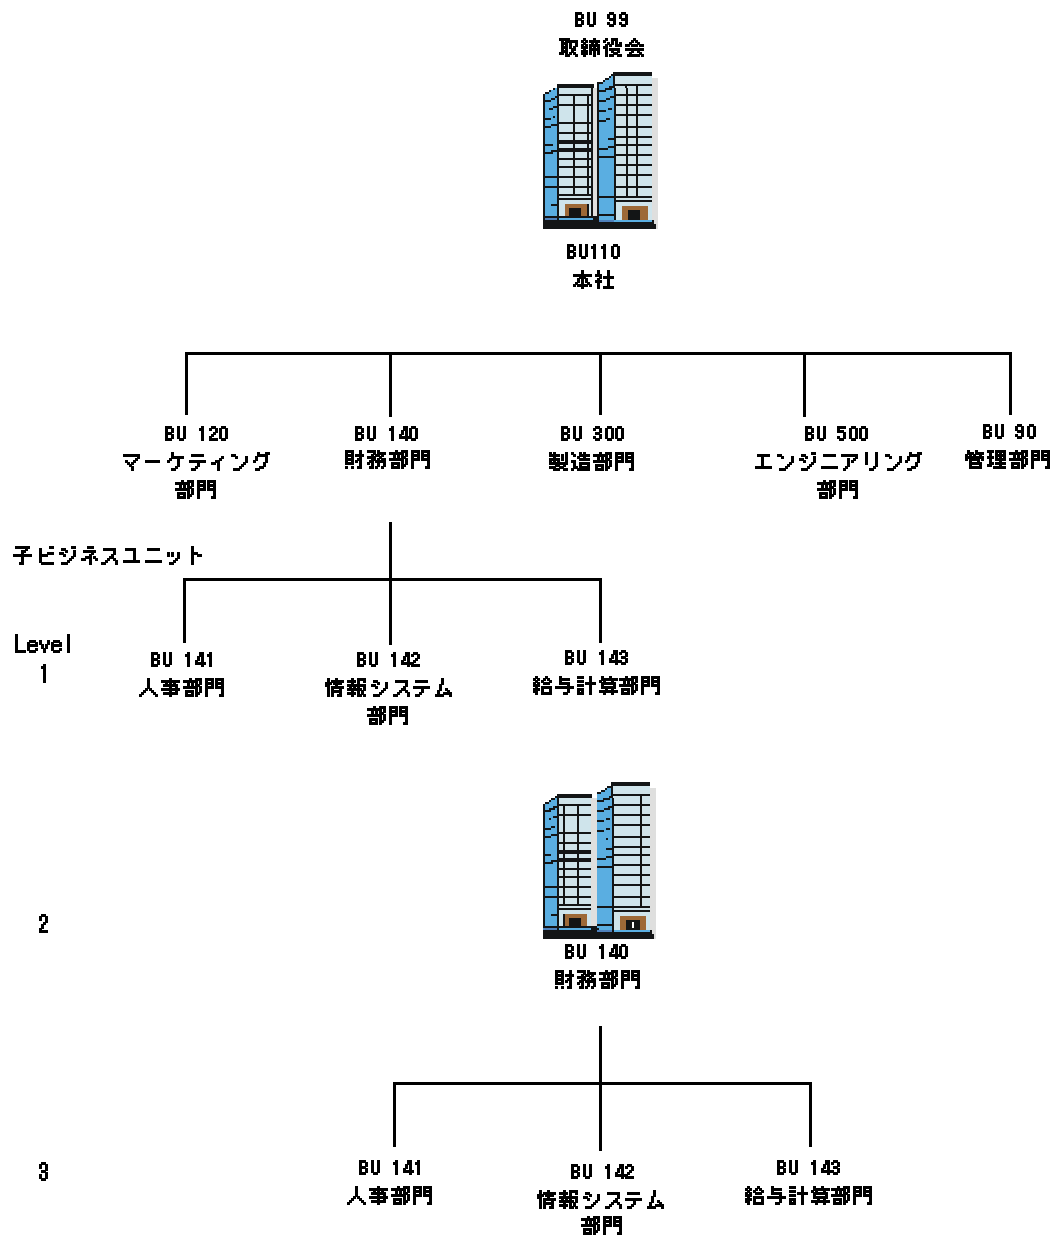 BU 99
取締役会
BU110
本社
BU 120
マーケティング
部門
BU 140
財務部門
BU 300
製造部門
BU 500
エンジニアリング
部門
BU 90
管理部門
子ビジネスユニット
Level
1
BU 141
人事部門
BU 142
情報システム
部門
BU 143
給与計算部門
2
BU 140
財務部門
3
BU 141
人事部門
BU 142
情報システム
部門
BU 143
給与計算部門